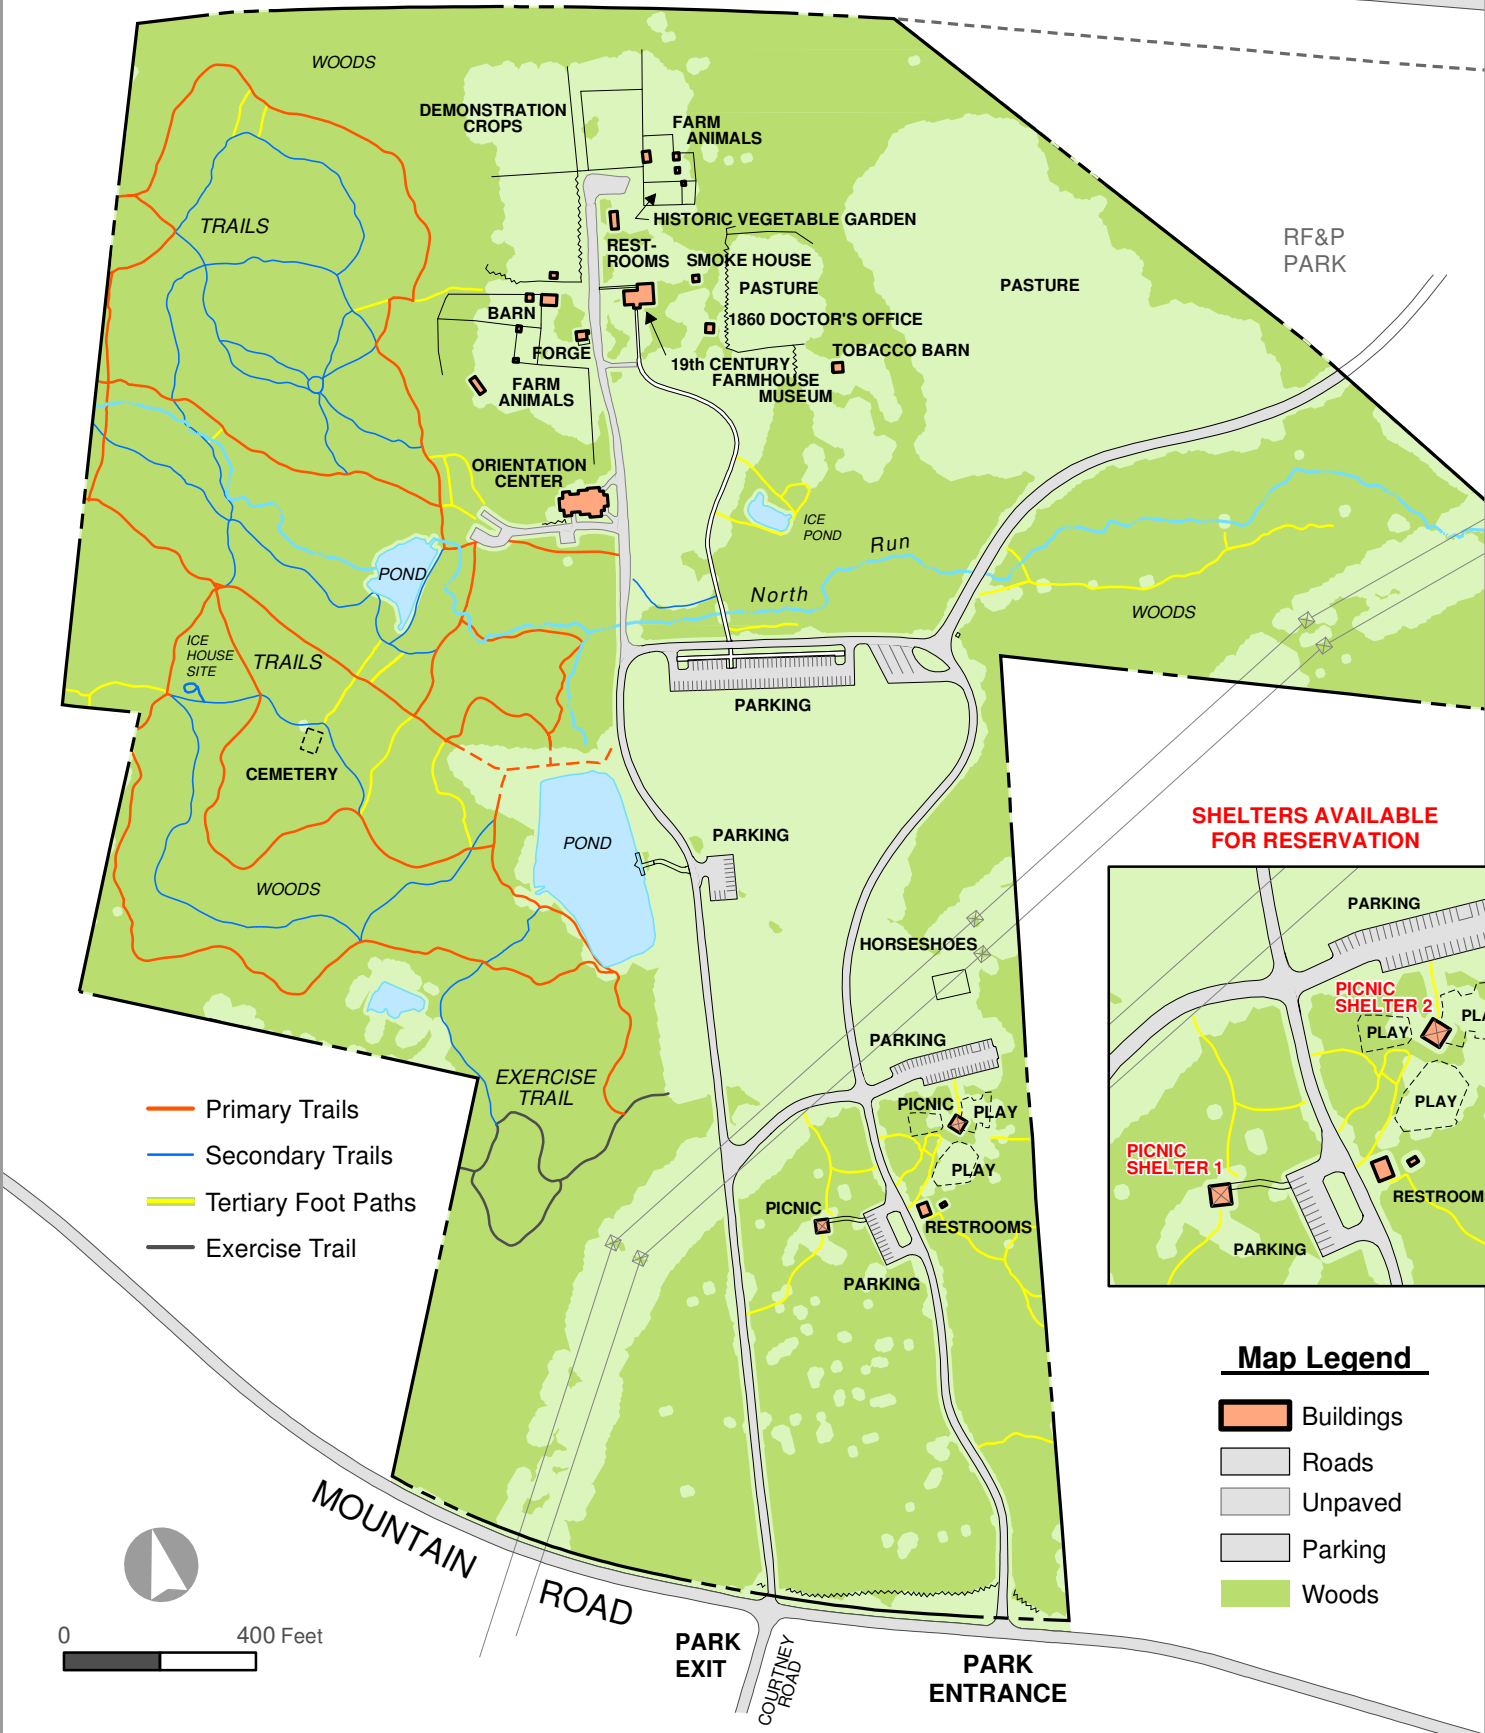 WOODS
DEMONSTRATION
CROPS
FARM
ANIMALS
TRAILS
HISTORIC VEGETABLE GARDEN
REST-
ROOMS
SMOKE HOUSE
PASTURE
PASTURE
RF&P
PARK
BARN
1860 DOCTOR'S OFFICE
FORGE
TOBACCO BARN
19th CENTURY
FARMHOUSE
MUSEUM
FARM
ANIMALS
ORIENTATION
CENTER
ICE
POND
Run
North
POND
WOODS
ICE
HOUSE
SITE
TRAILS
PARKING
CEMETERY
POND
PARKING
WOODS
SHELTERS AVAILABLE
FOR RESERVATION
PARKING
HORSESHOES
PICNIC
SHELTER 2
PLAY
PLA
PLAY
PICNIC
SHELTER 1
RESTROOM
PARKING
PARKING
EXERCISE
TRAIL
PICNIC
PLAY
PLAY
PICNIC
RESTROOMS
PARKING
Primary Trails
Secondary Trails
Tertiary Foot Paths
Exercise Trail
Map Legend
Buildings
Roads
Unpaved
Parking
Woods
MOUNTAIN
ROAD
0 400 Feet
PARK
EXIT
COURTNEY
ROAD
PARK
ENTRANCE